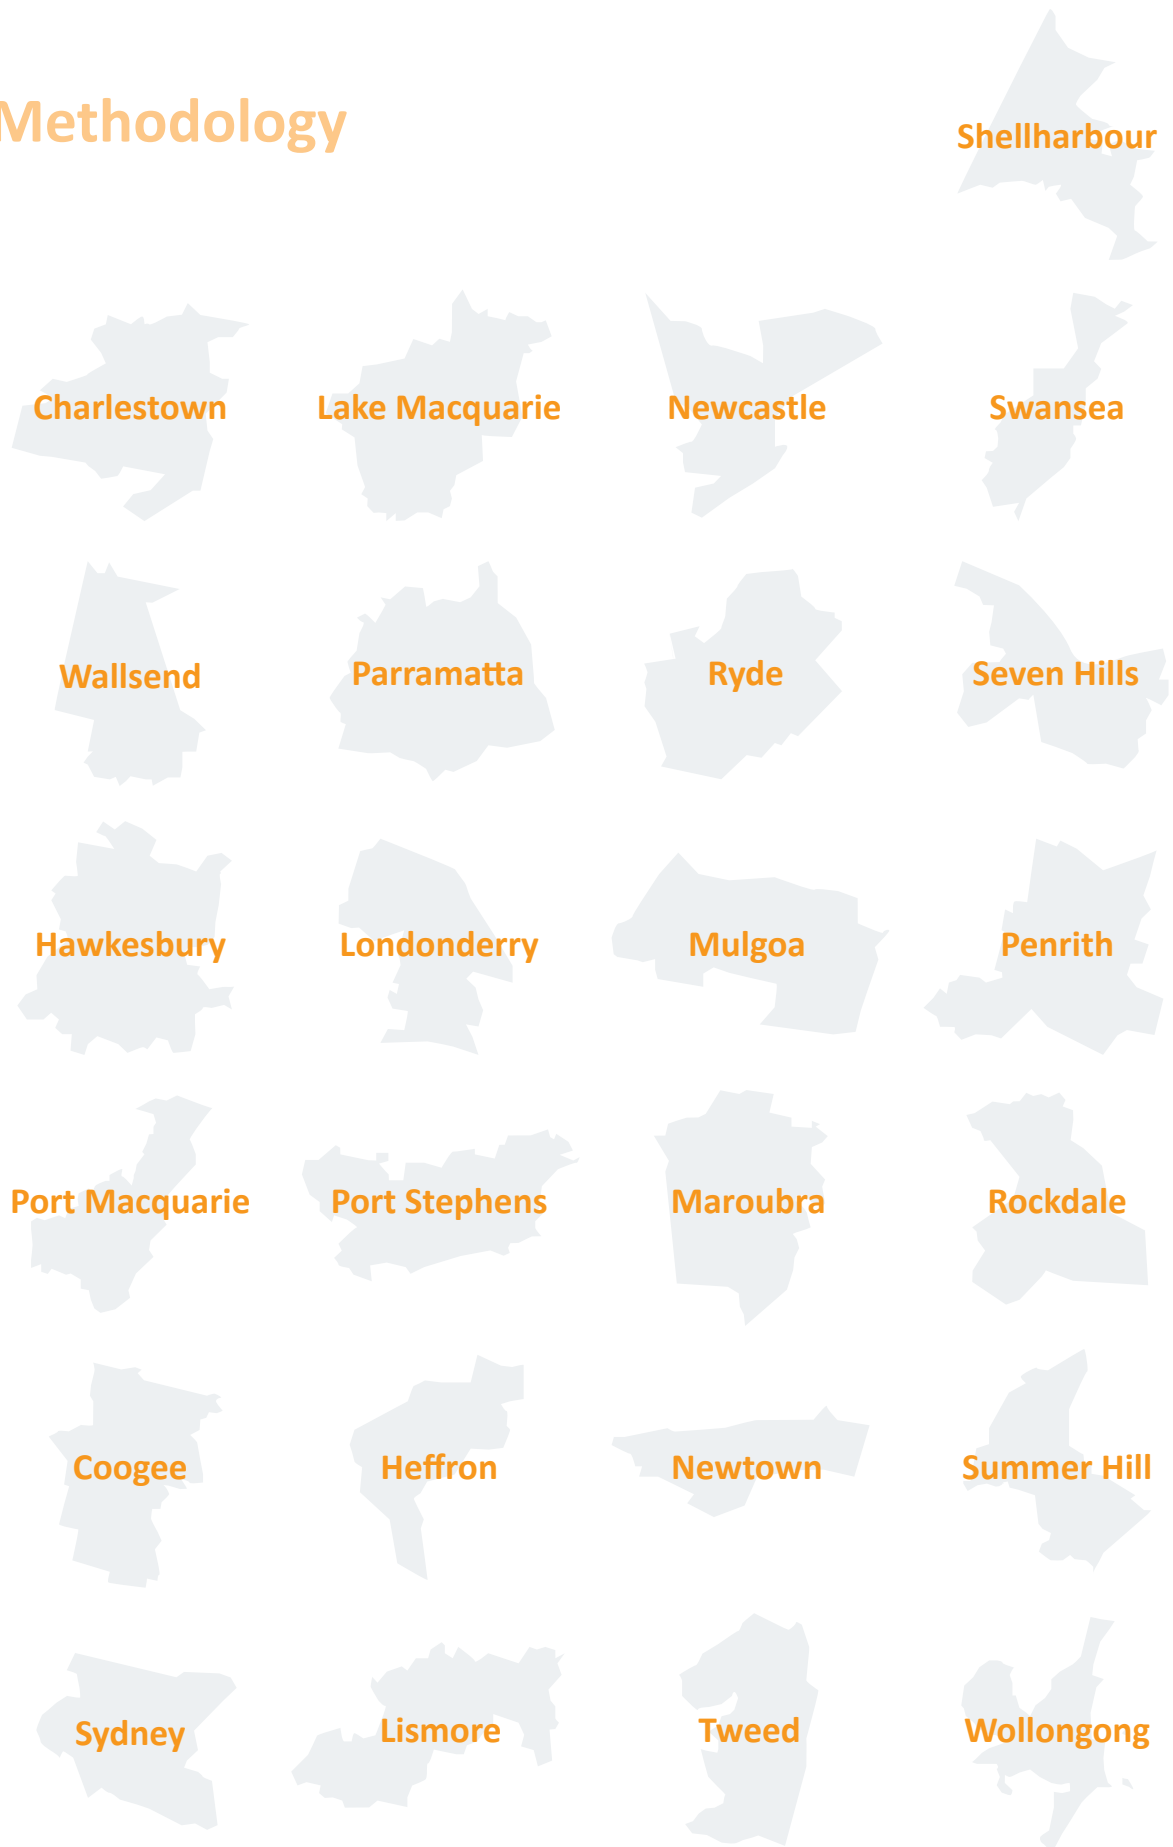 Methodology
Shellharbour
Charlestown
Lake Macquarie
Newcastle
Swansea
Wallsend
Parramatta
Ryde
Seven Hills
Hawkesbury
Londonderry
Mulgoa
Penrith
Port Macquarie
Port Stephens
Maroubra
Rockdale
Coogee
Heffron
Newtown
Summer Hill
Sydney
Lismore
Tweed
Wollongong